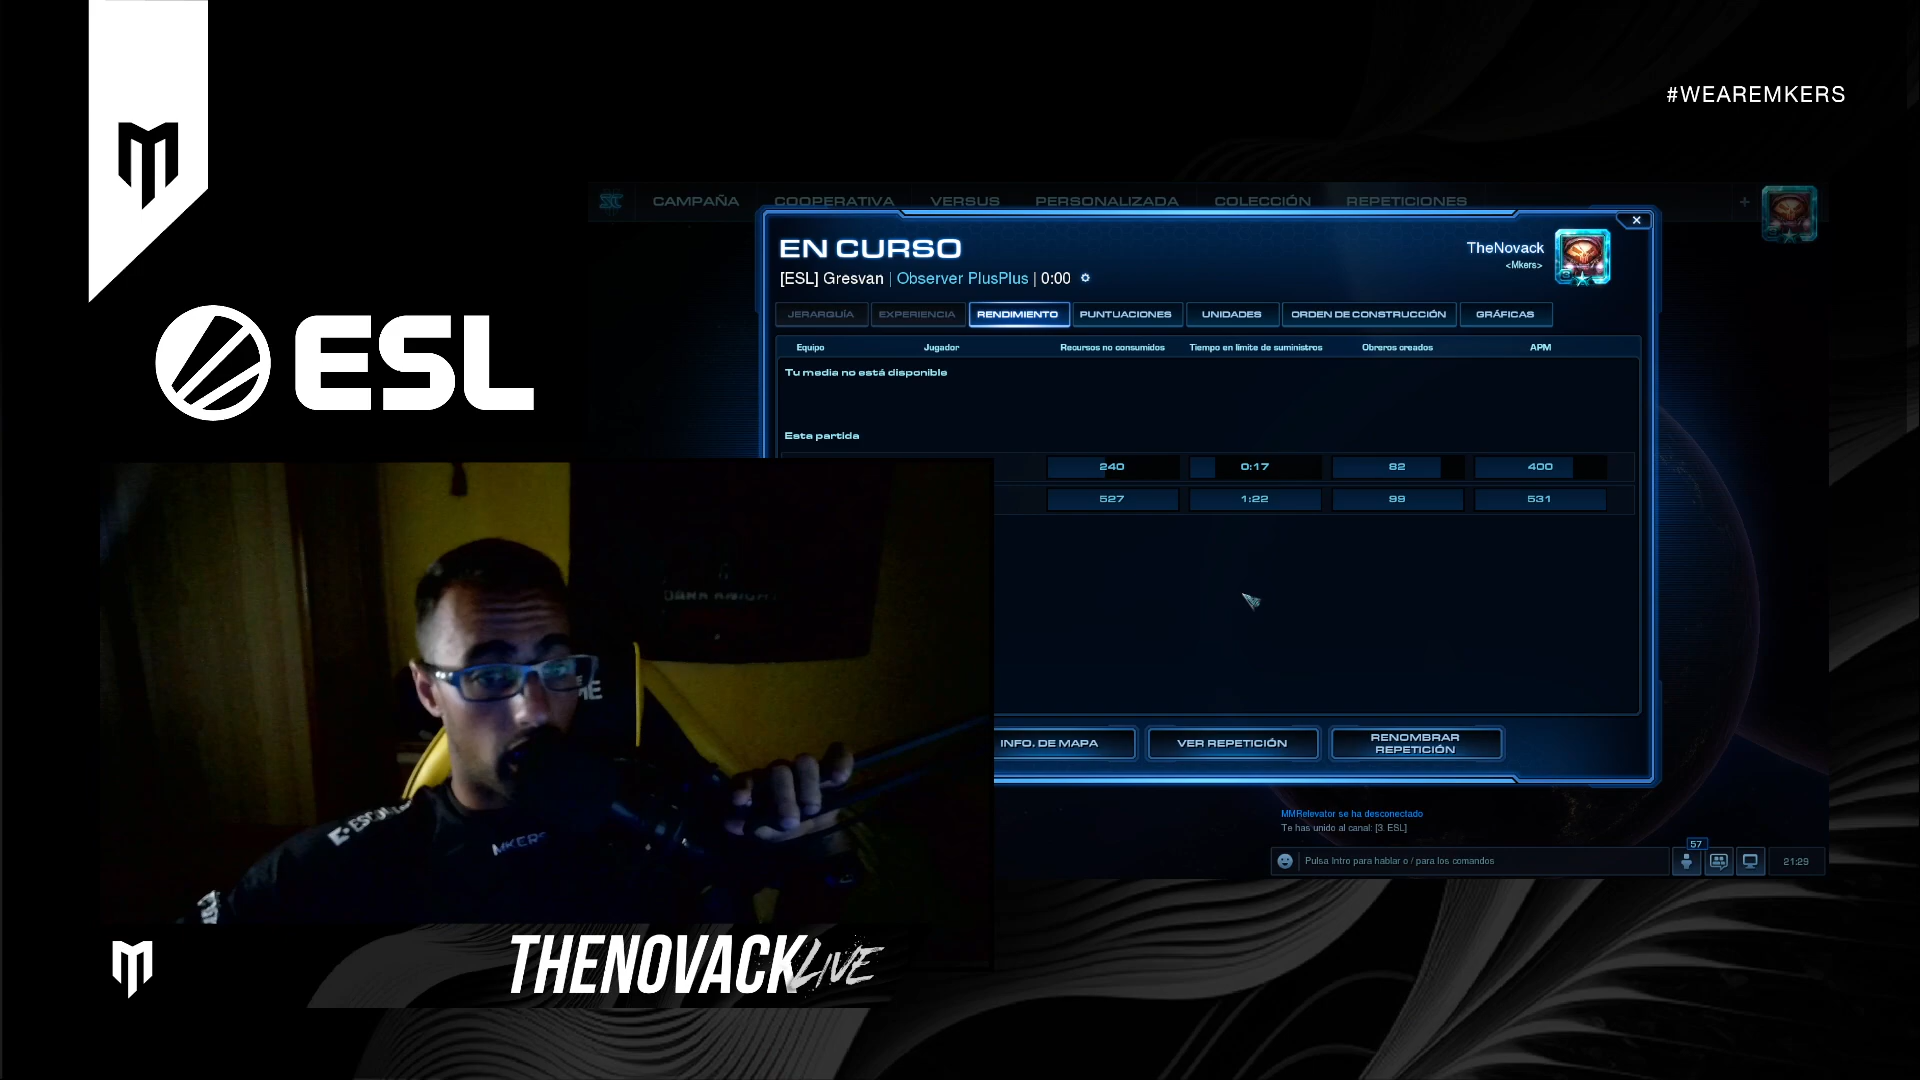 #WEAREMKERS
ESL
CAMPAÑA COOPERATIVA VERSUS PERSONALIZADA COLECCIÓN REPETICIONES
EN CURSO
TheNovack
<Mkers>
[ESL] Gresvan | Observer PlusPlus | 0:00
JERARQUÍA EXPERIENCIA RENDIMIENTO PUNTUACIONES UNIDADES ORDEN DE CONSTRUCCIÓN GRÁFICAS
Equipo Jugador Recursos no consumidos Tiempo en límite de suministros Obreros creados APM
Tu media no está disponible
Esta partida
240 0:17 82 400
527 1:22 99 531
DARK KNIGHT
MKERS
INFO. DE MAPA
VER REPETICIÓN
RENOMBRAR
REPETICIÓN
MMRelevator se ha desconectado
Te has unido al canal: [3. ESL]
57
Pulsa Intro para hablar o / para los comandos
21:29
THENOVACK LIVE